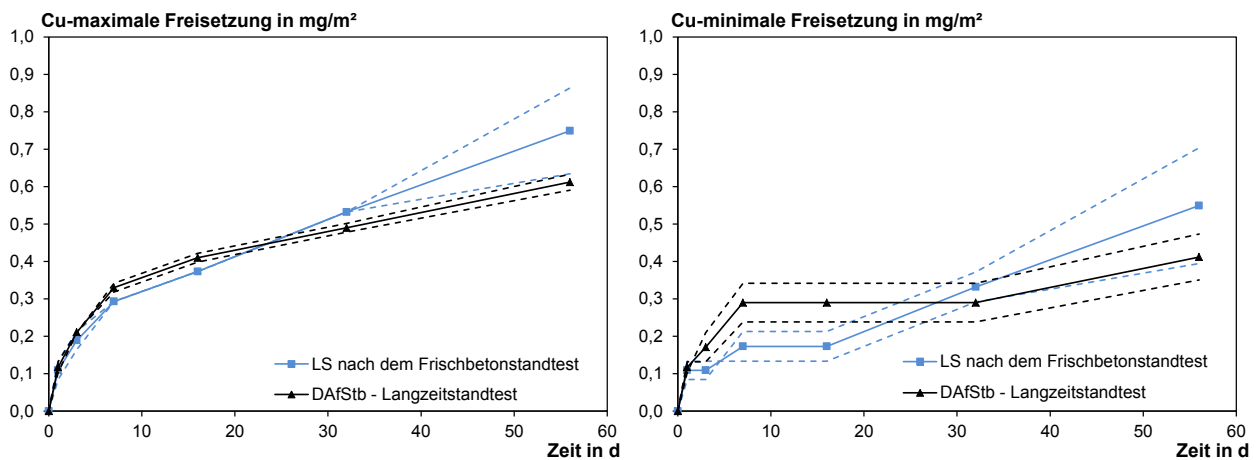 Cu-maximale Freisetzung in mg/m²
1,0
0,9
0,8
0,7
0,6
0,5
0,4
0,3
0,2
0,1
0,0
LS nach dem Frischbetonstandtest
DAfStb - Langzeitstandtest
0 10 20 30 40 50 60
Zeit in d
Cu-minimale Freisetzung in mg/m²
1,0
0,9
0,8
0,7
0,6
0,5
0,4
0,3
0,2
0,1
0,0
LS nach dem Frischbetonstandtest
DAfStb - Langzeitstandtest
0 10 20 30 40 50 60
Zeit in d